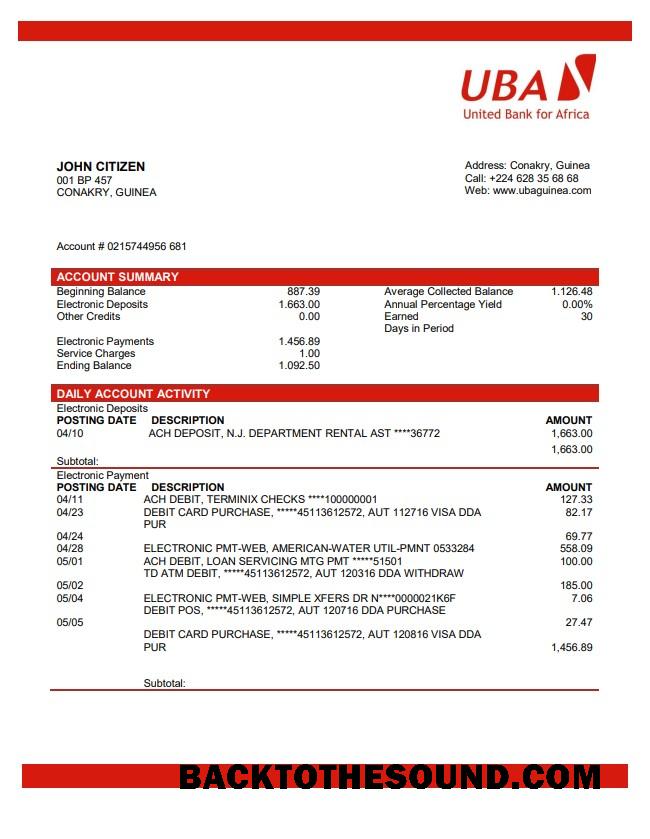 UBA
United Bank for Africa
JOHN CITIZEN
001 BP 457
CONAKRY, GUINEA
Address: Conakry, Guinea
Call: +224 628 35 68 68
Web: www.ubaguinea.com
Account # 0215744956 681
ACCOUNT SUMMARY
Beginning Balance 887.39 Average Collected Balance 1.126.48
Electronic Deposits 1.663.00 Annual Percentage Yield 0.00%
Other Credits 0.00 Earned 30
Days in Period
Electronic Payments 1.456.89
Service Charges 1.00
Ending Balance 1.092.50
DAILY ACCOUNT ACTIVITY
Electronic Deposits
POSTING DATE DESCRIPTION AMOUNT
04/10 ACH DEPOSIT, N.J. DEPARTMENT RENTAL AST ****36772 1,663.00
1,663.00
Subtotal:
Electronic Payment
POSTING DATE DESCRIPTION AMOUNT
04/11 ACH DEBIT, TERMINIX CHECKS ****100000001 127.33
04/23 DEBIT CARD PURCHASE, *****45113612572, AUT 112716 VISA DDA 82.17
PUR
04/24 69.77
04/28 ELECTRONIC PMT-WEB, AMERICAN-WATER UTIL-PMNT 0533284 558.09
05/01 ACH DEBIT, LOAN SERVICING MTG PMT *****51501 100.00
TD ATM DEBIT, *****45113612572, AUT 120316 DDA WITHDRAW
05/02 185.00
05/04 ELECTRONIC PMT-WEB, SIMPLE XFERS DR N****0000021K6F 7.06
DEBIT POS, *****45113612572, AUT 120716 DDA PURCHASE
05/05 27.47
DEBIT CARD PURCHASE, *****45113612572, AUT 120816 VISA DDA
PUR 1,456.89
Subtotal:
BACKTOTHESOUND.COM